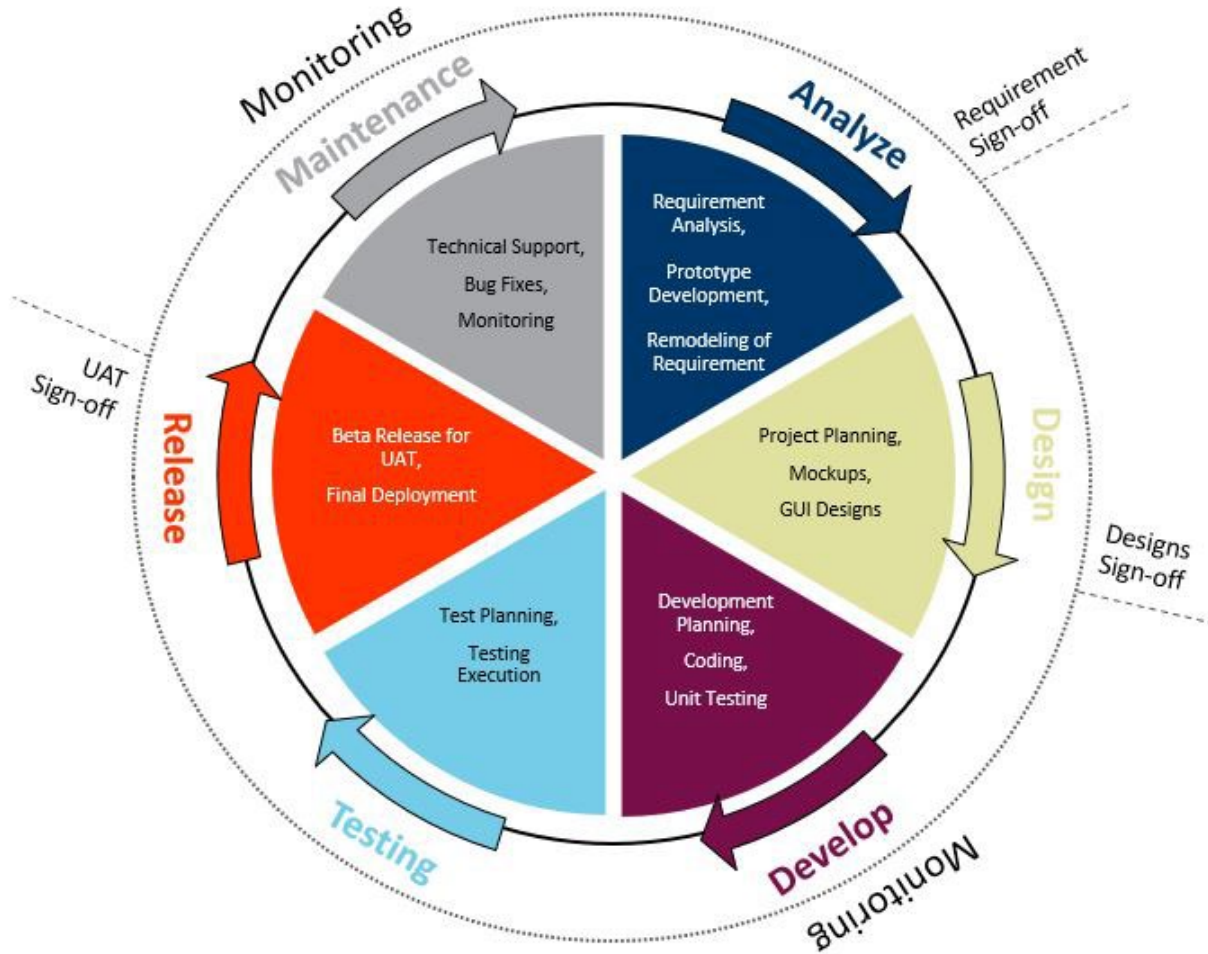 Monitoring
Maintenance
Analyze
Requirement
Sign-off
Requirement
Analysis,
Prototype
Development,
Remodeling of
Requirement
Technical Support,
Bug Fixes,
Monitoring
UAT
Sign-off
Release
Beta Release for
UAT,
Final Deployment
Project Planning,
Mockups,
GUI Designs
Design
Designs
Sign-off
Test Planning,
Testing
Execution
Development
Planning,
Coding,
Unit Testing
Testing
Develop
Monitoring